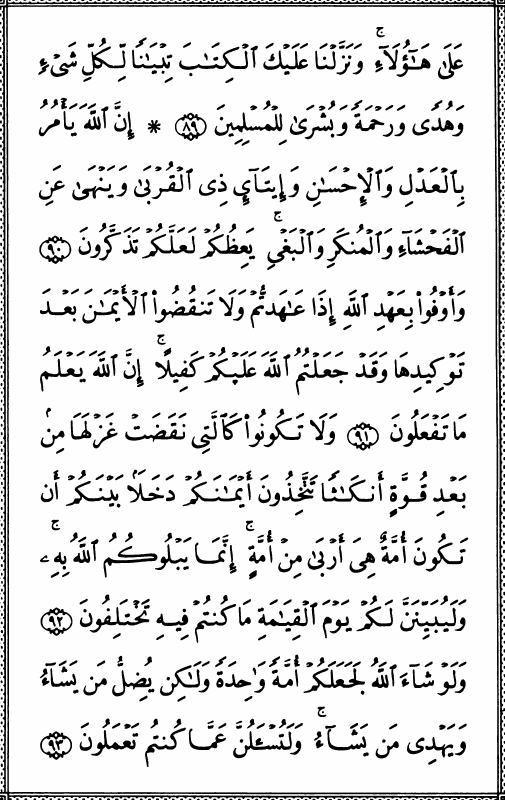 عَلَىٰ هَـٰٓؤُلَآءِ ۚ وَنَزَّلْنَا عَلَيْكَ ٱلْكِتَـٰبَ تِبْيَـٰنًا لِّكُلِّ شَىْءٍ
وَهُدًى وَرَحْمَةً وَبُشْرَىٰ لِلْمُسْلِمِينَ ﴿٨٩﴾ * إِنَّ ٱللَّهَ يَأْمُرُ
بِٱلْعَدْلِ وَٱلْإِحْسَـٰنِ وَإِيتَآىِٕ ذِى ٱلْقُرْبَىٰ وَيَنْهَىٰ عَنِ
ٱلْفَحْشَآءِ وَٱلْمُنكَرِ وَٱلْبَغْىِ ۚ يَعِظُكُمْ لَعَلَّكُمْ تَذَكَّرُونَ ﴿٩٠﴾
وَأَوْفُوا۟ بِعَهْدِ ٱللَّهِ إِذَا عَـٰهَدتُّمْ وَلَا تَنقُضُوا۟ ٱلْأَيْمَـٰنَ بَعْدَ
تَوْكِيدِهَا وَقَدْ جَعَلْتُمُ ٱللَّهَ عَلَيْكُمْ كَفِيلًا ۚ إِنَّ ٱللَّهَ يَعْلَمُ
مَا تَفْعَلُونَ ﴿٩١﴾ وَلَا تَكُونُوا۟ كَٱلَّتِى نَقَضَتْ غَزْلَهَا مِنۢ
بَعْدِ قُوَّةٍ أَنكَـٰثًا تَتَّخِذُونَ أَيْمَـٰنَكُمْ دَخَلًۢا بَيْنَكُمْ أَن
تَكُونَ أُمَّةٌ هِىَ أَرْبَىٰ مِنْ أُمَّةٍ ۚ إِنَّمَا يَبْلُوكُمُ ٱللَّهُ بِهِۦ ۚ
وَلَيُبَيِّنَنَّ لَكُمْ يَوْمَ ٱلْقِيَـٰمَةِ مَا كُنتُمْ فِيهِ تَخْتَلِفُونَ ﴿٩٢﴾
وَلَوْ شَآءَ ٱللَّهُ لَجَعَلَكُمْ أُمَّةً وَٰحِدَةً وَلَـٰكِن يُضِلُّ مَن يَشَآءُ
وَيَهْدِى مَن يَشَآءُ ۚ وَلَتُسْـَٔلُنَّ عَمَّا كُنتُمْ تَعْمَلُونَ ﴿٩٣﴾